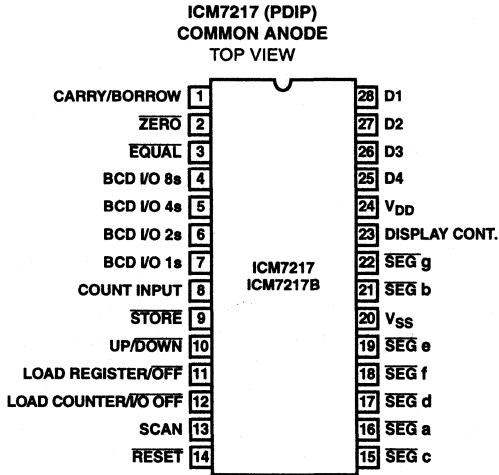 ICM7217 (PDIP)
COMMON ANODE
TOP VIEW
CARRY/BORROW 1 28 D1
ZERO 2 27 D2
EQUAL 3 26 D3
BCD I/O 8s 4 25 D4
BCD I/O 4s 5 24 VDD
BCD I/O 2s 6 23 DISPLAY CONT.
BCD I/O 1s 7 22 SEG g
ICM7217
ICM7217B
COUNT INPUT 8 21 SEG b
STORE 9 20 VSS
UP/DOWN 10 19 SEG e
LOAD REGISTER/OFF 11 18 SEG f
LOAD COUNTER/I/O OFF 12 17 SEG d
SCAN 13 16 SEG a
RESET 14 15 SEG c